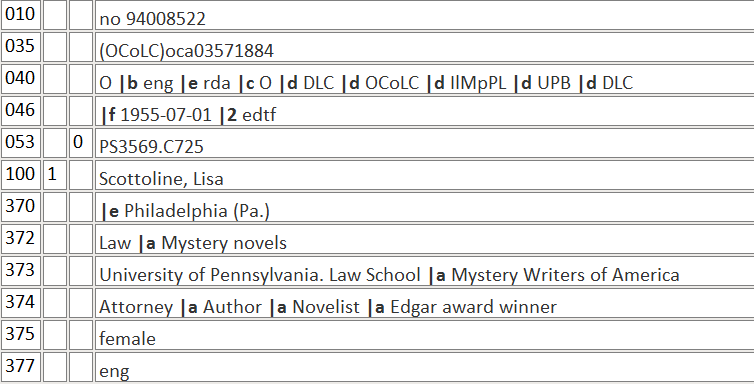 010 no 94008522
035 (OCoLC)oca03571884
040 O |b eng |e rda |c O |d DLC |d OCoLC |d IlMpPL |d UPB |d DLC
046 |f 1955-07-01 |2 edtf
053 0 PS3569.C725
100 1 Scottoline, Lisa
370 |e Philadelphia (Pa.)
372 Law |a Mystery novels
373 University of Pennsylvania. Law School |a Mystery Writers of America
374 Attorney |a Author |a Novelist |a Edgar award winner
375 female
377 eng